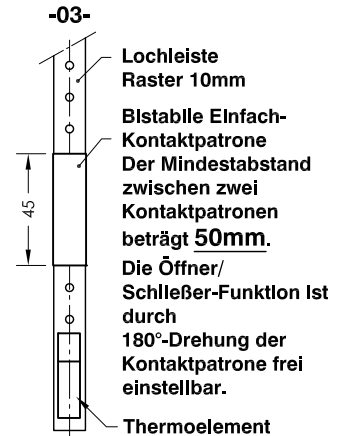 -03-
Lochleiste
Raster 10mm
Bistabile Einfach-
Kontaktpatrone
Der Mindestabstand
zwischen zwei
Kontaktpatronen
beträgt 50mm.
Die Öffner/
Schließer-Funktion ist
durch
180°-Drehung der
Kontaktpatrone frei
einstellbar.
Thermoelement
45